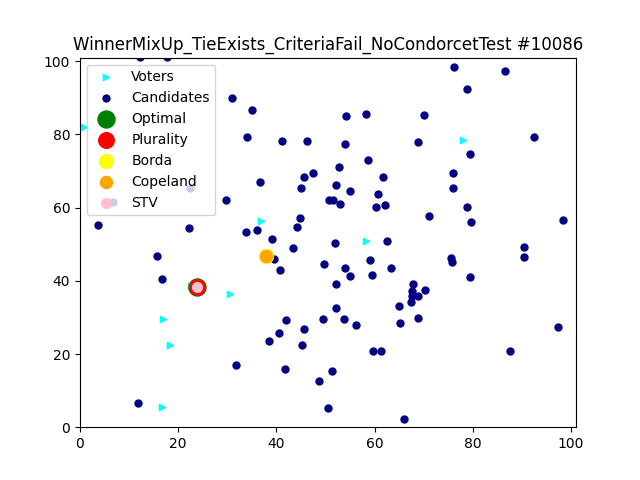 WinnerMixUp_TieExists_CriteriaFail_NoCondorcetTest #10086
100
80
60
40
20
0
Voters
Candidates
Optimal
Plurality
Borda
Copeland
STV
0 20 40 60 80 100